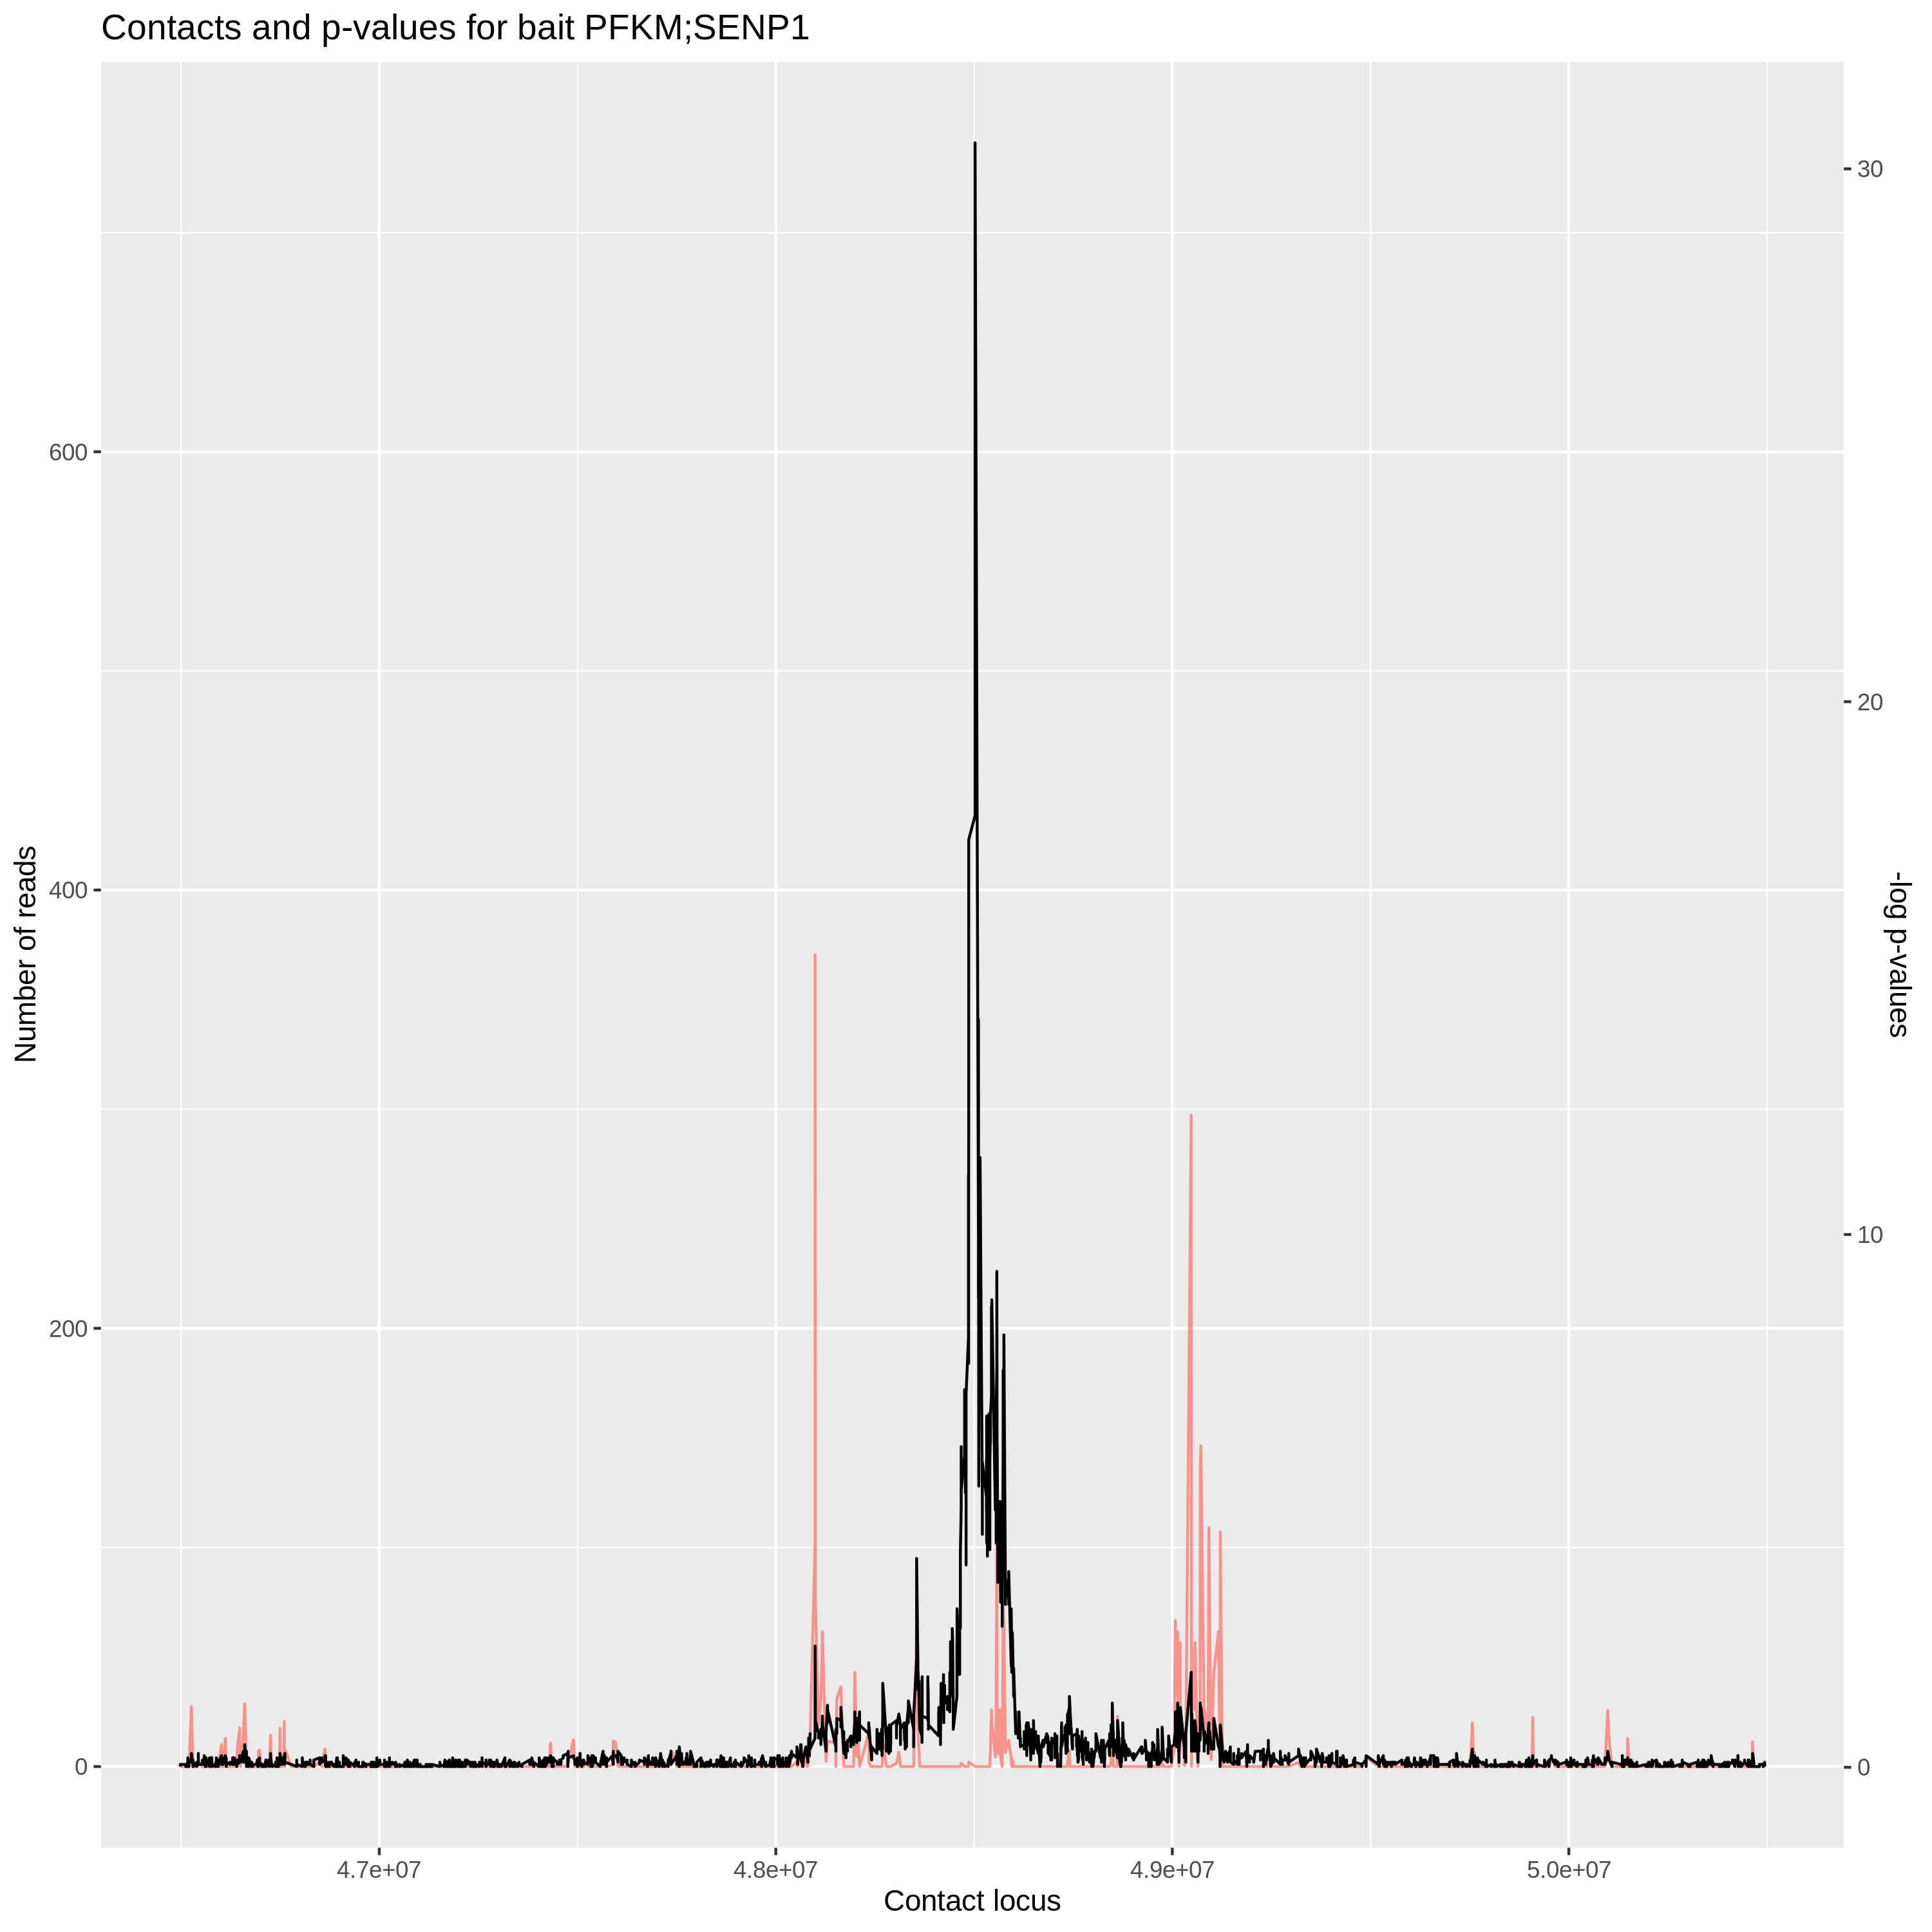 Contacts and p-values for bait PFKM;SENP1
Number of reads
600
400
200
0
30
20
10
0
-log p-values
4.7e+07
4.8e+07
4.9e+07
5.0e+07
Contact locus